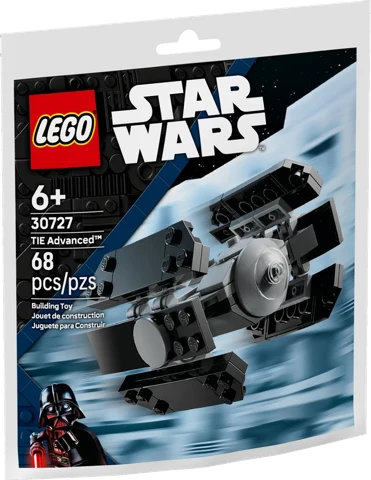 LEGO
STAR
WARS
6+
30727
TIE Advanced™
68
pcs/pzs
Building Toy
Jouet de construction
Juguete para Construir